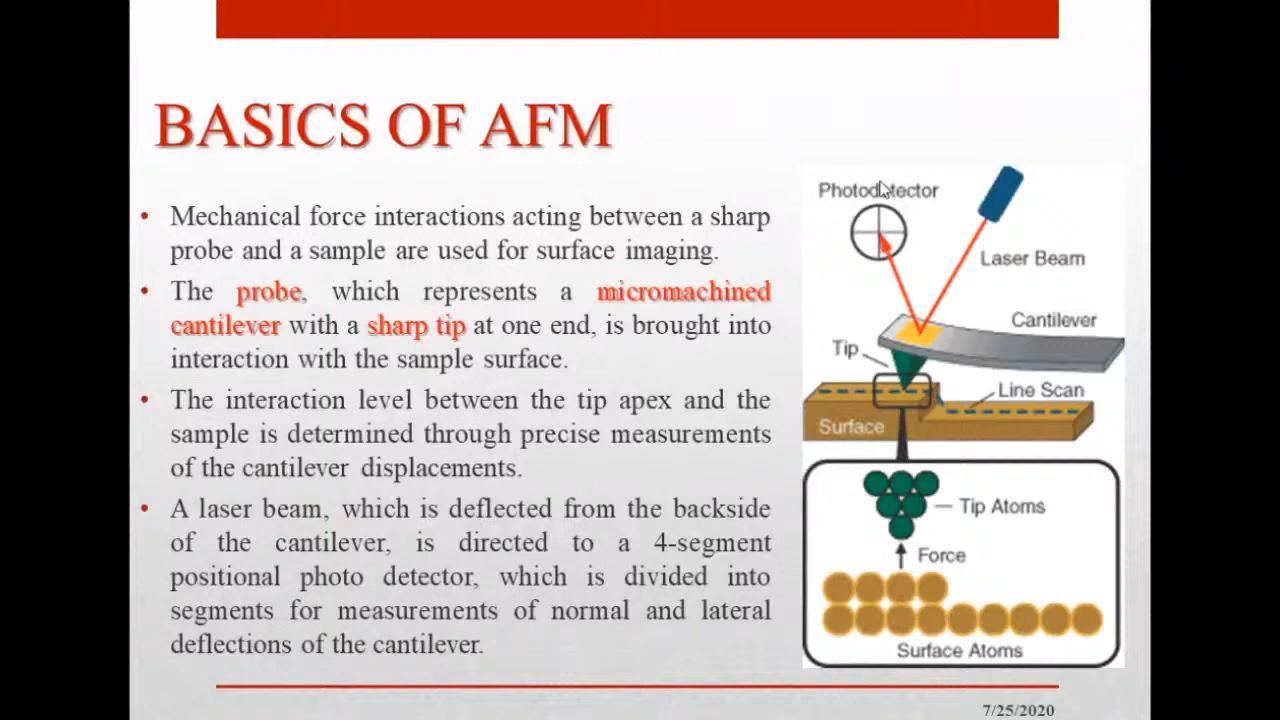 BASICS OF AFM
• Mechanical force interactions acting between a sharp
probe and a sample are used for surface imaging.
• The probe, which represents a micromachined
cantilever with a sharp tip at one end, is brought into
interaction with the sample surface.
• The interaction level between the tip apex and the
sample is determined through precise measurements
of the cantilever displacements.
• A laser beam, which is deflected from the backside
of the cantilever, is directed to a 4-segment
positional photo detector, which is divided into
segments for measurements of normal and lateral
deflections of the cantilever.
Photodetector
Laser Beam
Cantilever
Tip
Line Scan
Surface
Tip Atoms
Force
Surface Atoms
7/25/2020